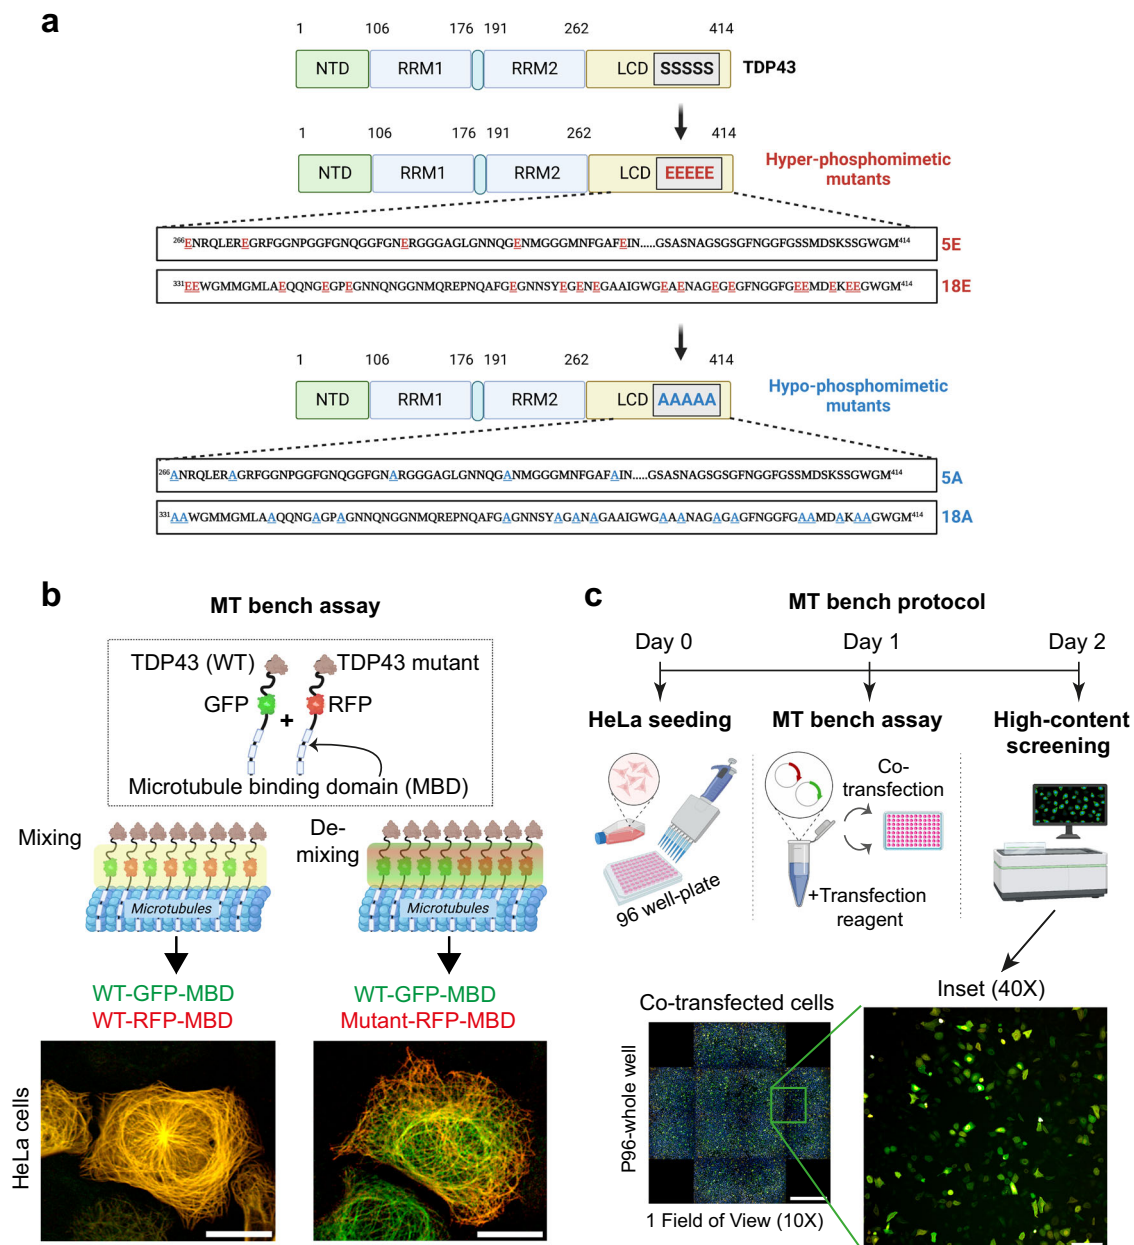 a
1 106 176 191 262 414
NTD RRM1 RRM2 LCD SSSSS TDP43
1 106 176 191 262 414
NTD RRM1 RRM2 LCD EEEEE
Hyper-phosphomimetic
mutants
266ENRQLEREGRFGGNPGGFGNQGGFGNERGGGAGLGNNQGENMGGGMNFGAFEIN.....GSASNAGSGSGFNGGFGSSMDSKSSGWGM414 5E
331EEWGMMGMLAEQQNGEGPEGNNQNGGNMQREPNQAFGEGNNSYEGENEGAAIGWGEAENAGEGEGFNGGFGEEMDEKEEGWGM414 18E
1 106 176 191 262 414
NTD RRM1 RRM2 LCD AAAAA
Hypo-phosphomimetic
mutants
266ANRQLERAGRFGGNPGGFGNQGGFGNARGGGAGLGNNQGANMGGGMNFGAFAIN.....GSASNAGSGSGFNGGFGSSMDSKSSGWGM414 5A
331AAWGMMGMLAAQQNGAGPAGNNQNGGNMQREPNQAFGAGNNSYAGANAGAAIGWGAAANAGAGAGFNGGFGAAMDAKAAGWGM414 18A
b
MT bench assay
TDP43 (WT) TDP43 mutant
GFP + RFP
Microtubule binding domain (MBD)
Mixing
De-
mixing
Microtubules
Microtubules
WT-GFP-MBD
WT-RFP-MBD
WT-GFP-MBD
Mutant-RFP-MBD
HeLa cells
c
MT bench protocol
Day 0 Day 1 Day 2
HeLa seeding
MT bench assay
High-content
screening
96 well-plate
Co-
transfection
+Transfection
reagent
Co-transfected cells
Inset (40X)
P96-whole well
1 Field of View (10X)